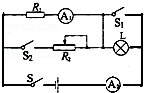 R₁ A₁ S₁
S₂ R₂ L
S A₂